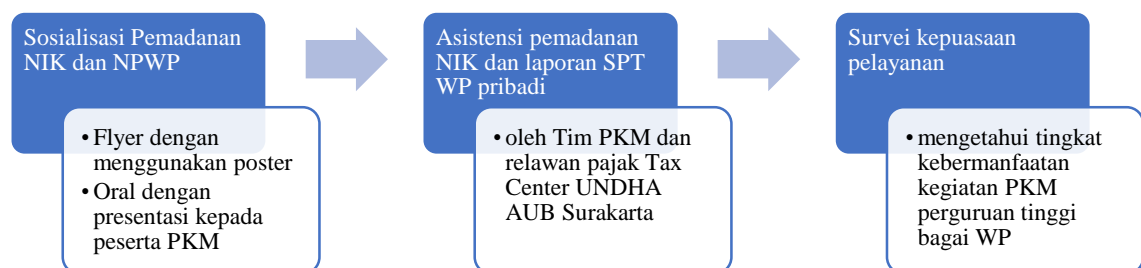 Sosialisasi Pemadanan
NIK dan NPWP
• Flyer dengan
menggunakan poster
• Oral dengan
presentasi kepada
peserta PKM
Asistensi pemadanan
NIK dan laporan SPT
WP pribadi
• oleh Tim PKM dan
relawan pajak Tax
Center UNDHA
AUB Surakarta
Survei kepuasaan
pelayanan
• mengetahui tingkat
kebermanfaatan
kegiatan PKM
perguruan tinggi
bagai WP